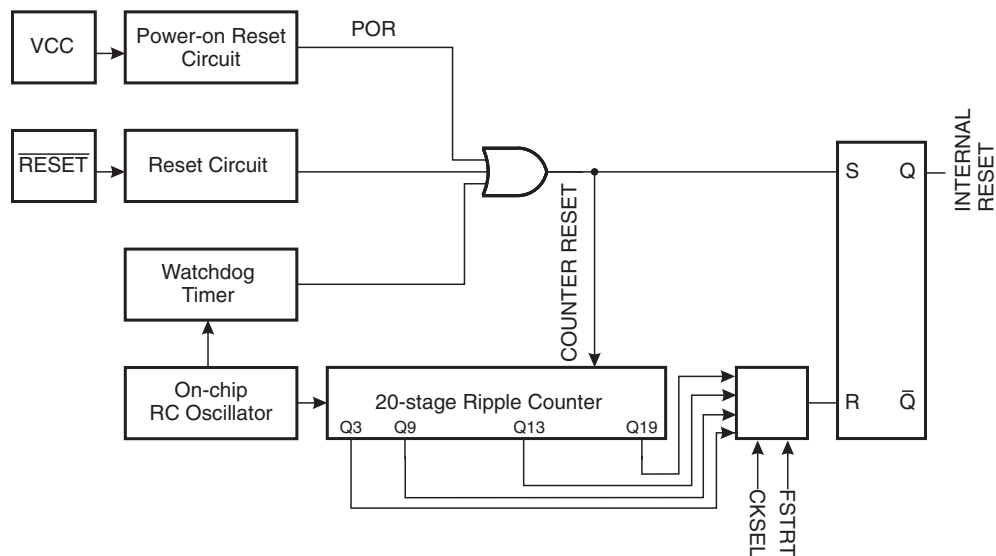 VCC
Power-on Reset
Circuit
POR
RESET
Reset Circuit
S
Q
INTERNAL
RESET
COUNTER RESET
Watchdog
Timer
On-chip
RC Oscillator
20-stage Ripple Counter
Q3
Q9
Q13
Q19
R
Q̅
CKSEL
FSTRT